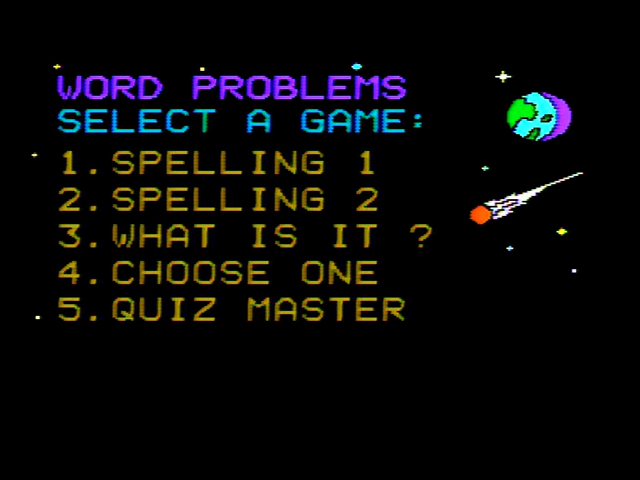 WORD PROBLEMS
SELECT A GAME:
1.SPELLING 1
2.SPELLING 2
3.WHAT IS IT ?
4.CHOOSE ONE
5.QUIZ MASTER